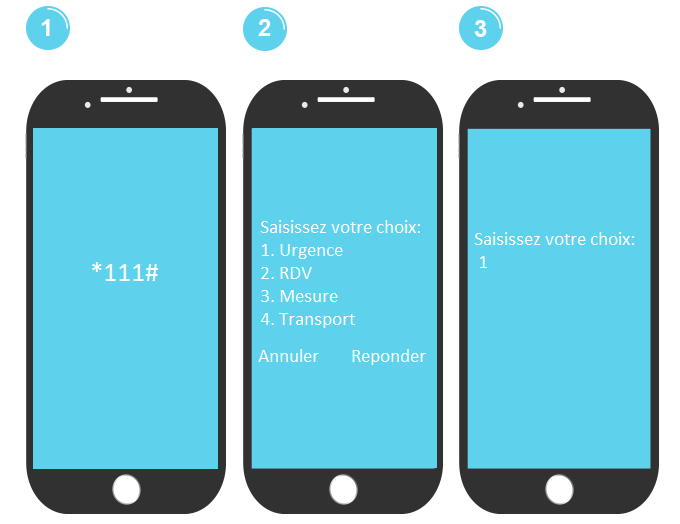 1
2
3
*111#
Saisissez votre choix:
1. Urgence
2. RDV
3. Mesure
4. Transport
Annuler Reponder
Saisissez votre choix:
1